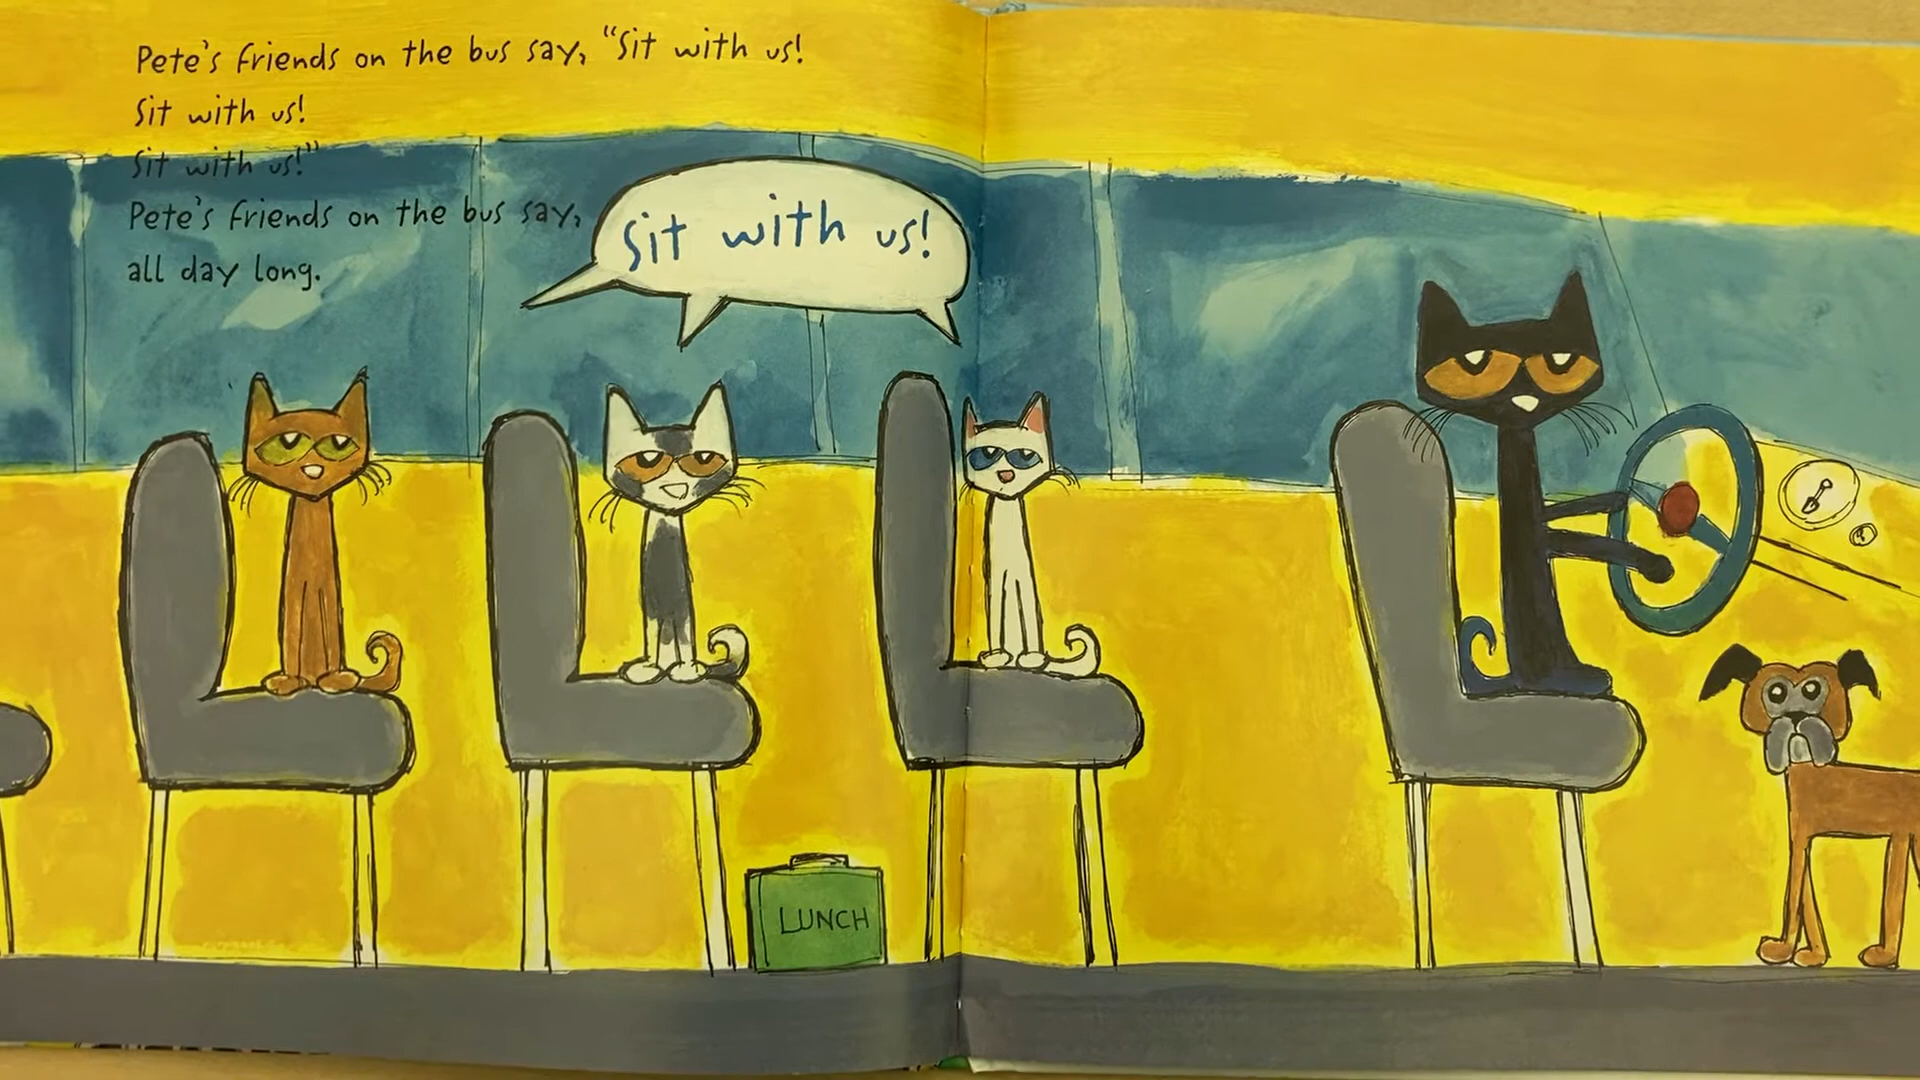 Pete's friends on the bus say, "Sit with us!
Sit with us!
Sit with us!"
Pete's friends on the bus say,
all day long.
Sit with us!
LUNCH